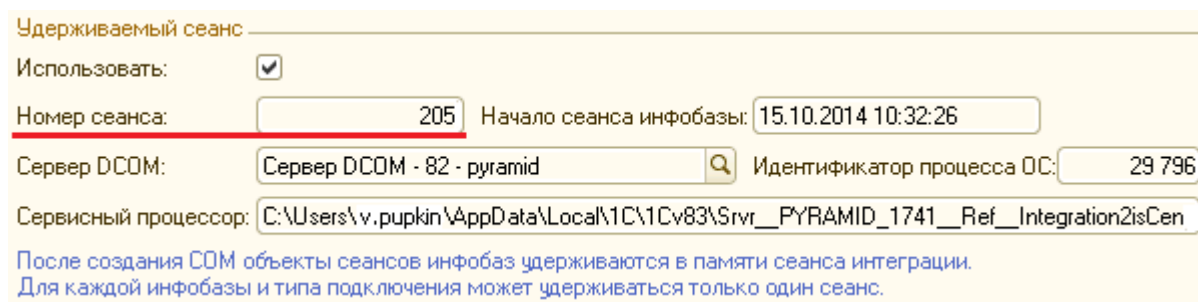 Удерживаемый сеанс
Использовать:
Номер сеанса: 205 Начало сеанса инфобазы: 15.10.2014 10:32:26
Сервер DCOM: Сервер DCOM - 82 - pyramid Идентификатор процесса ОС: 29 796
Сервисный процессор: C:\Users\v.pupkin\AppData\Local\1C\1Cv83\Srvr__PYRAMID_1741__Ref__Integration2isCen
После создания COM объекты сеансов инфобаз удерживаются в памяти сеанса интеграции.
Для каждой инфобазы и типа подключения может удерживаться только один сеанс.